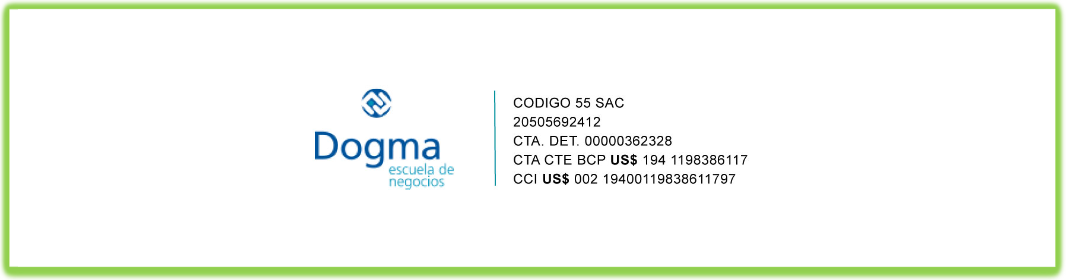 Dogma
escuela de
negocios
CODIGO 55 SAC
20505692412
CTA. DET. 00000362328
CTA CTE BCP US$ 194 1198386117
CCI US$ 002 19400119838611797